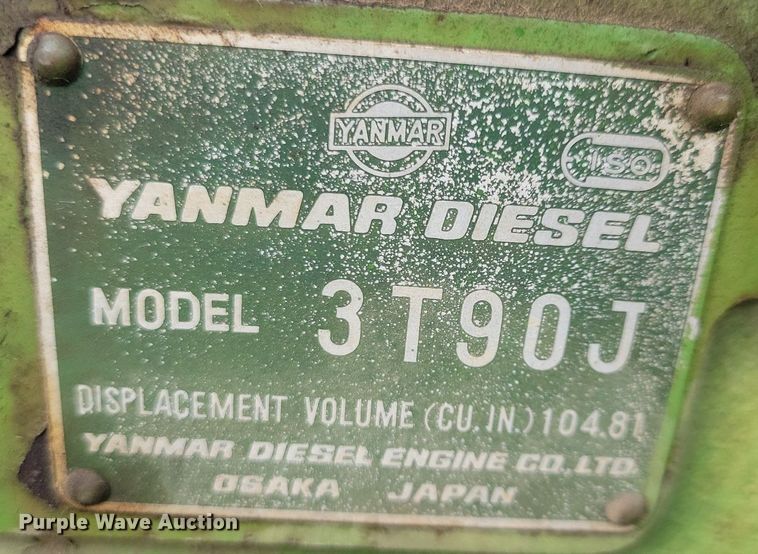 YANMAR
ISO
YANMAR DIESEL
MODEL 3T90J
DISPLACEMENT VOLUME (CU.IN.) 104.81
YANMAR DIESEL ENGINE CO.LTD.
OSAKA JAPAN
Purple Wave Auction